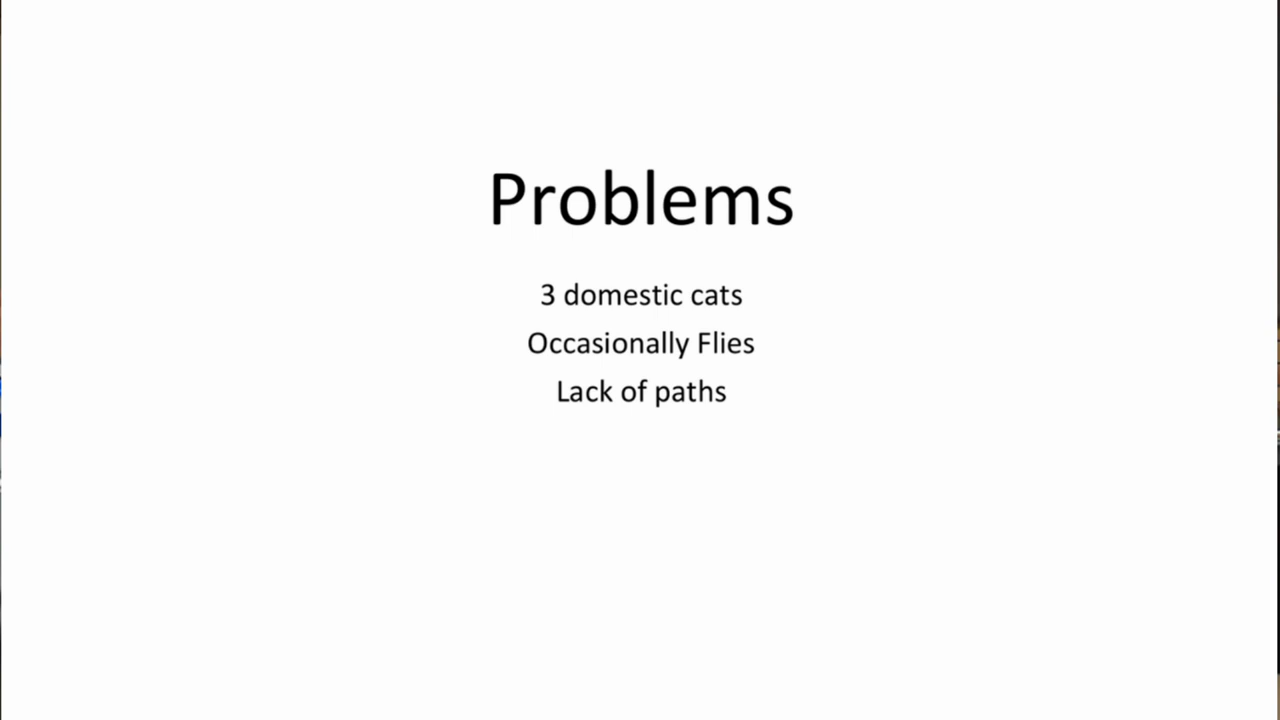 Problems
3 domestic cats
Occasionally Flies
Lack of paths